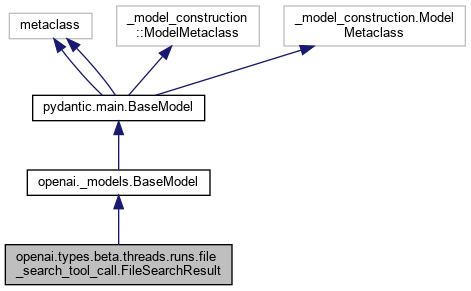 metaclass
_model_construction
::ModelMetaclass
_model_construction.Model
Metaclass
pydantic.main.BaseModel
openai._models.BaseModel
openai.types.beta.threads.runs.file
_search_tool_call.FileSearchResult